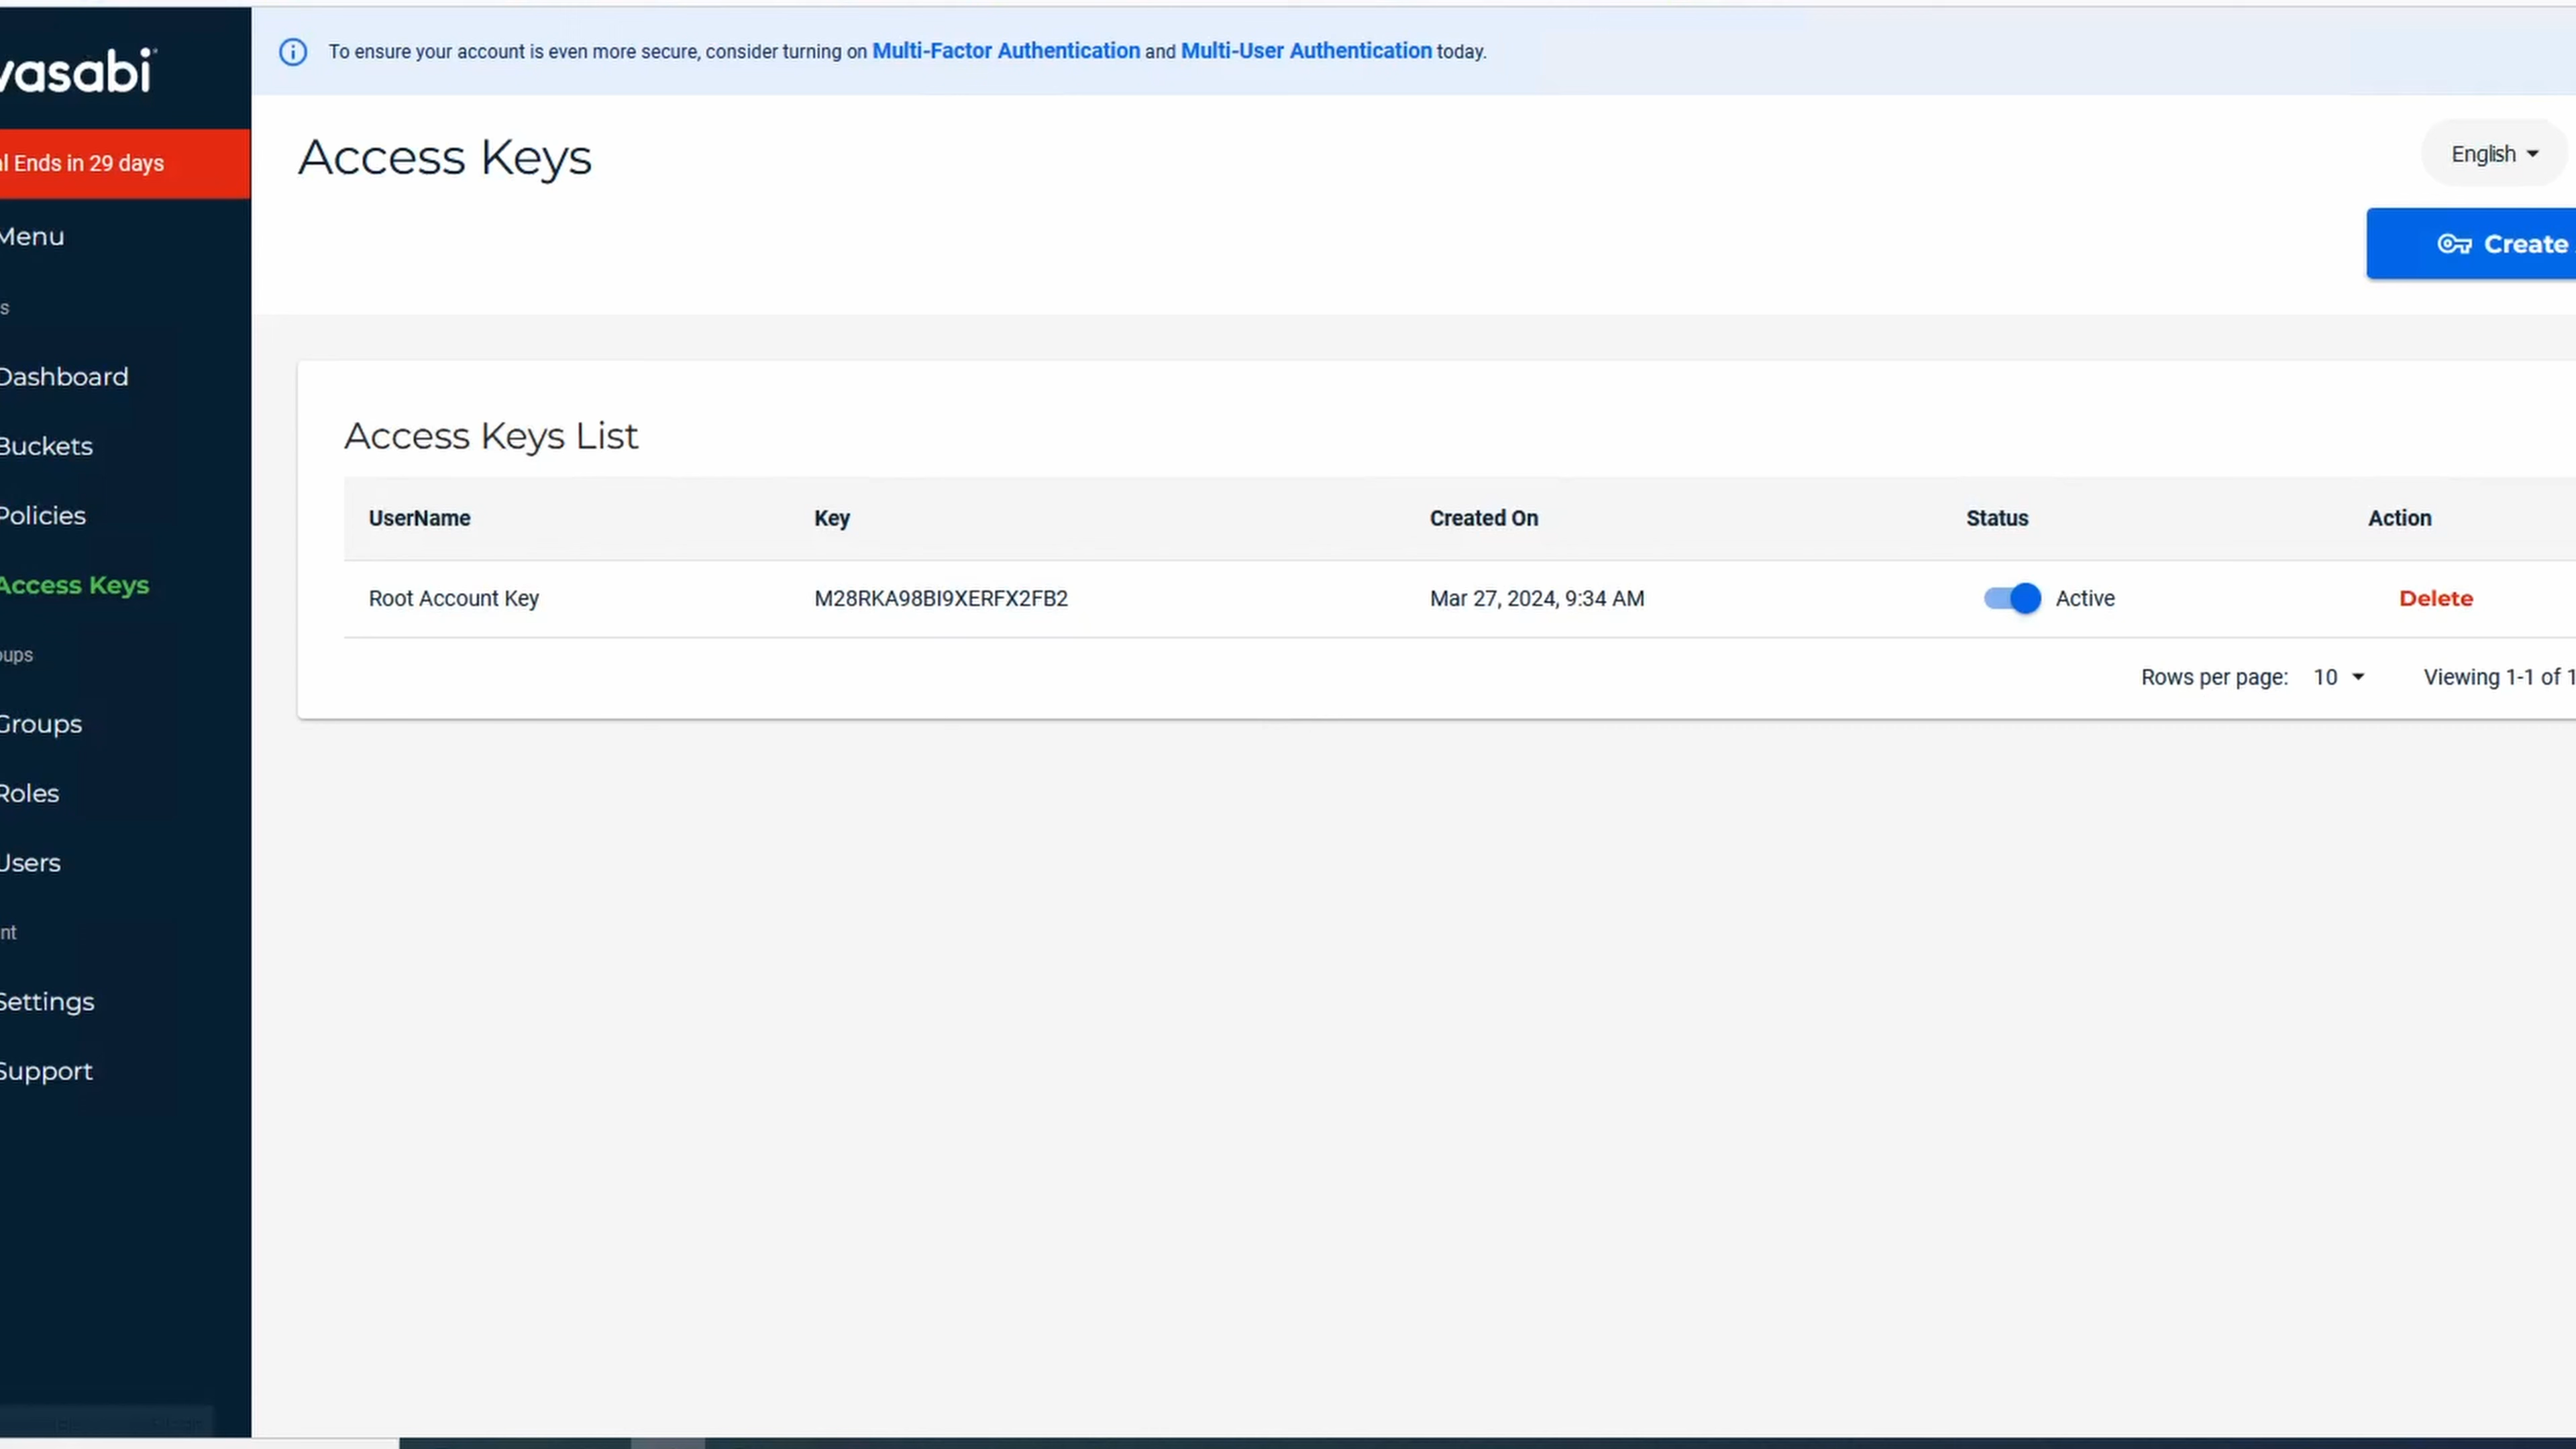 To ensure your account is even more secure, consider turning on Multi-Factor Authentication and Multi-User Authentication today.
vasabi
l Ends in 29 days
Menu
s
Dashboard
Buckets
Policies
Access Keys
oups
Groups
Roles
Users
nt
Settings
Support
Access Keys
English
Create
Access Keys List
UserName Key Created On Status Action
Root Account Key M28RKA98BI9XERFX2FB2 Mar 27, 2024, 9:34 AM Active Delete
Rows per page: 10 Viewing 1-1 of 1